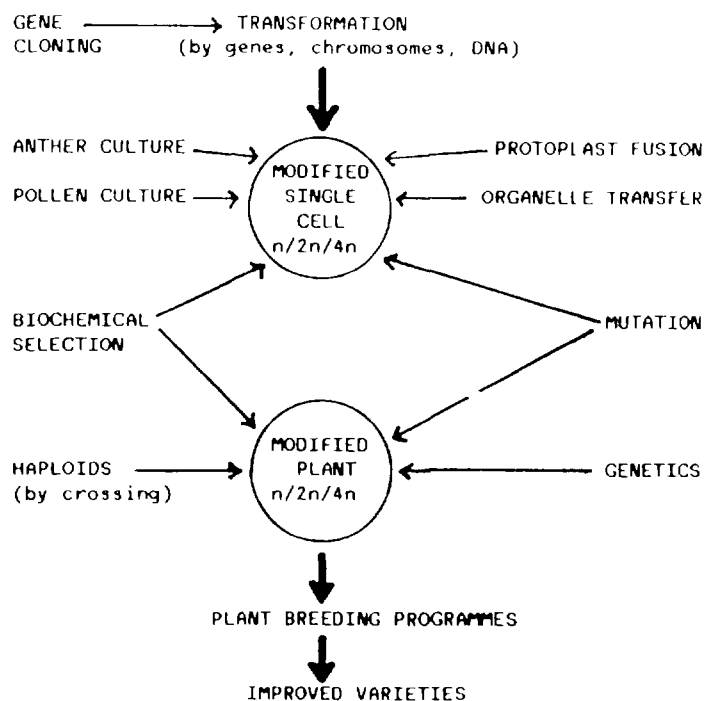 GENE
CLONING
TRANSFORMATION
(by genes, chromosomes, DNA)
ANTHER CULTURE
PROTOPLAST FUSION
MODIFIED
SINGLE
CELL
n/2n/4n
POLLEN CULTURE
ORGANELLE TRANSFER
BIOCHEMICAL
SELECTION
MUTATION
MODIFIED
PLANT
n/2n/4n
HAPLOIDS
(by crossing)
GENETICS
PLANT BREEDING PROGRAMMES
IMPROVED VARIETIES